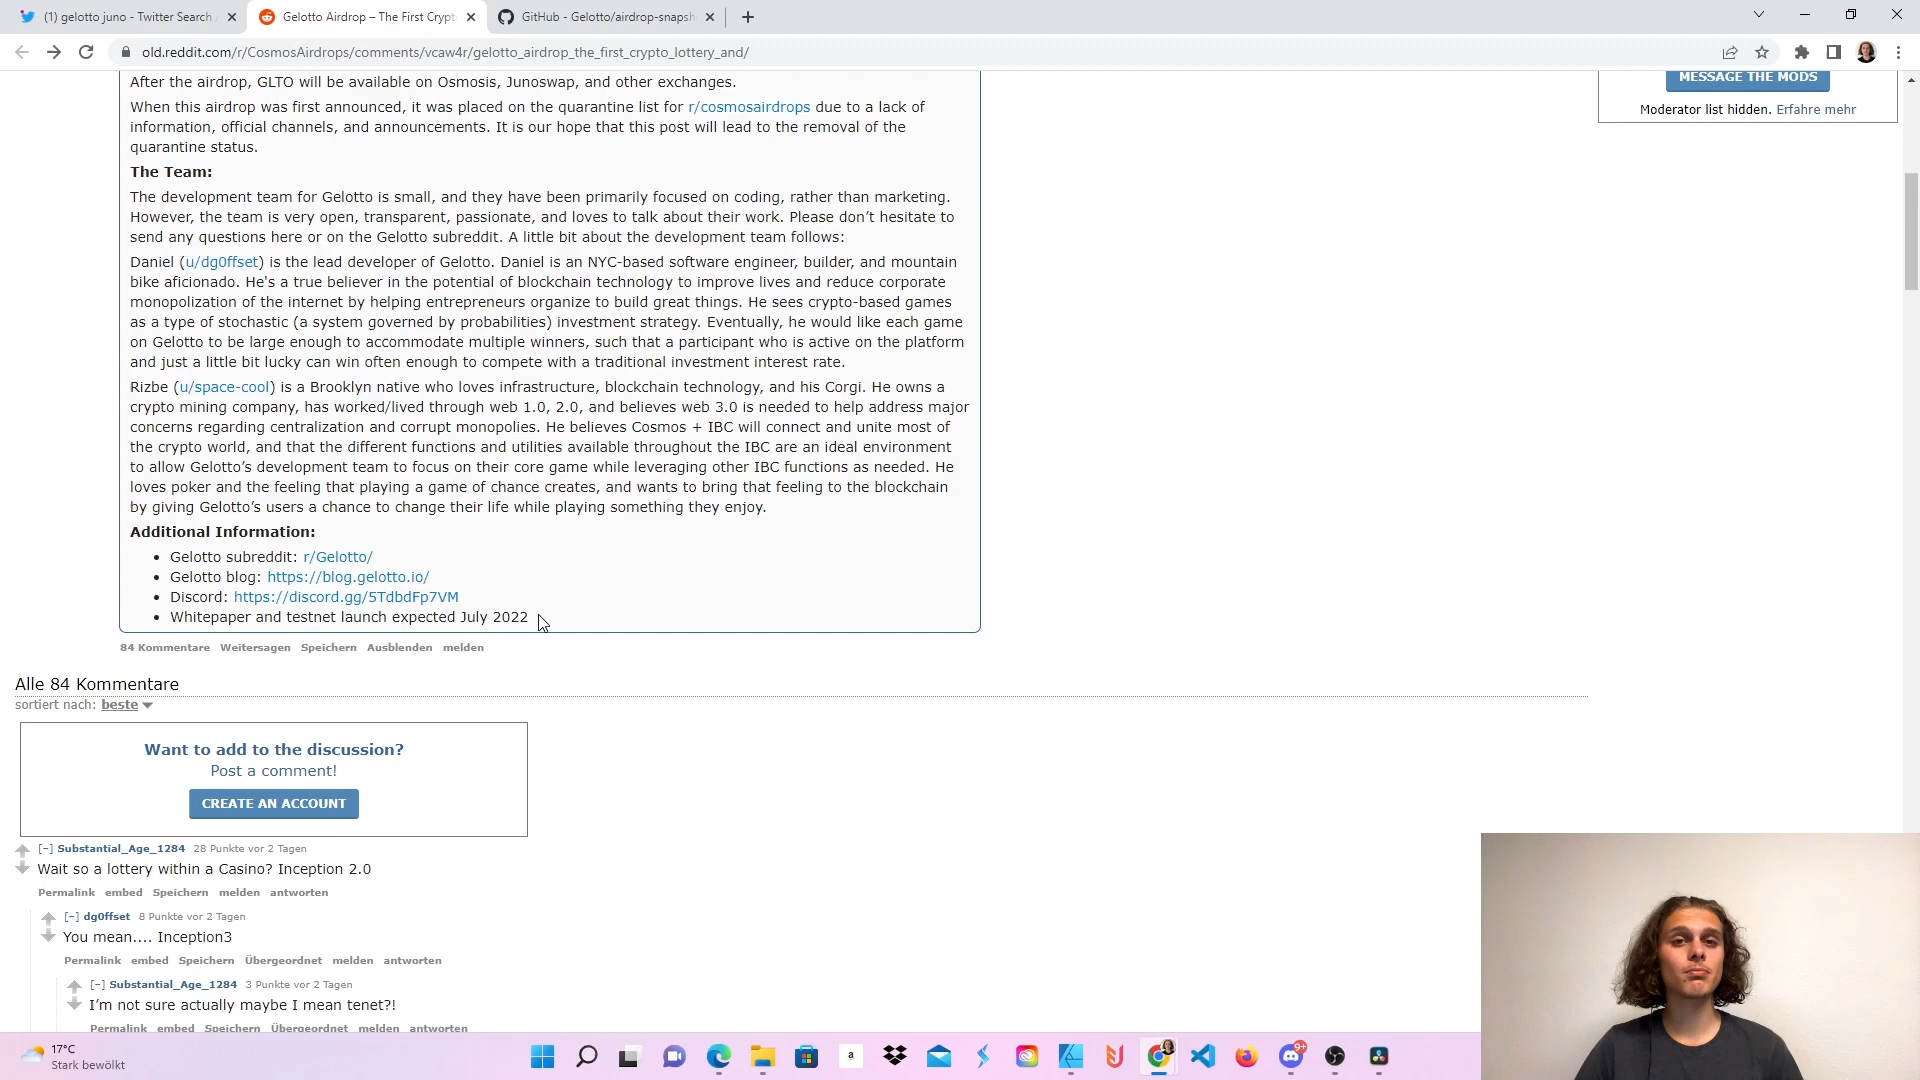 (1) gelotto juno - Twitter Search
Gelotto Airdrop – The First Crypt
GitHub - Gelotto/airdrop-snapsh
old.reddit.com/r/CosmosAirdrops/comments/vcaw4r/gelotto_airdrop_the_first_crypto_lottery_and/
After the airdrop, GLTO will be available on Osmosis, Junoswap, and other exchanges.
When this airdrop was first announced, it was placed on the quarantine list for r/cosmosairdrops due to a lack of
information, official channels, and announcements. It is our hope that this post will lead to the removal of the
quarantine status.
The Team:
The development team for Gelotto is small, and they have been primarily focused on coding, rather than marketing.
However, the team is very open, transparent, passionate, and loves to talk about their work. Please don’t hesitate to
send any questions here or on the Gelotto subreddit. A little bit about the development team follows:
Daniel (u/dg0ffset) is the lead developer of Gelotto. Daniel is an NYC-based software engineer, builder, and mountain
bike aficionado. He's a true believer in the potential of blockchain technology to improve lives and reduce corporate
monopolization of the internet by helping entrepreneurs organize to build great things. He sees crypto-based games
as a type of stochastic (a system governed by probabilities) investment strategy. Eventually, he would like each game
on Gelotto to be large enough to accommodate multiple winners, such that a participant who is active on the platform
and just a little bit lucky can win often enough to compete with a traditional investment interest rate.
Rizbe (u/space-cool) is a Brooklyn native who loves infrastructure, blockchain technology, and his Corgi. He owns a
crypto mining company, has worked/lived through web 1.0, 2.0, and believes web 3.0 is needed to help address major
concerns regarding centralization and corrupt monopolies. He believes Cosmos + IBC will connect and unite most of
the crypto world, and that the different functions and utilities available throughout the IBC are an ideal environment
to allow Gelotto’s development team to focus on their core game while leveraging other IBC functions as needed. He
loves poker and the feeling that playing a game of chance creates, and wants to bring that feeling to the blockchain
by giving Gelotto’s users a chance to change their life while playing something they enjoy.
Additional Information:
Gelotto subreddit: r/Gelotto/
Gelotto blog: https://blog.gelotto.io/
Discord: https://discord.gg/5TdbdFp7VM
Whitepaper and testnet launch expected July 2022
84 Kommentare Weitersagen Speichern Ausblenden melden
MESSAGE THE MODS
Moderator list hidden. Erfahre mehr
Alle 84 Kommentare
sortiert nach: beste
Want to add to the discussion?
Post a comment!
CREATE AN ACCOUNT
[–] Substantial_Age_1284 28 Punkte vor 2 Tagen
Wait so a lottery within a Casino? Inception 2.0
Permalink embed Speichern melden antworten
[–] dg0ffset 8 Punkte vor 2 Tagen
You mean.... Inception3
Permalink embed Speichern Übergeordnet melden antworten
[–] Substantial_Age_1284 3 Punkte vor 2 Tagen
I’m not sure actually maybe I mean tenet?!
Permalink embed Speichern Übergeordnet melden antworten
17°C
Stark bewölkt
a
9+